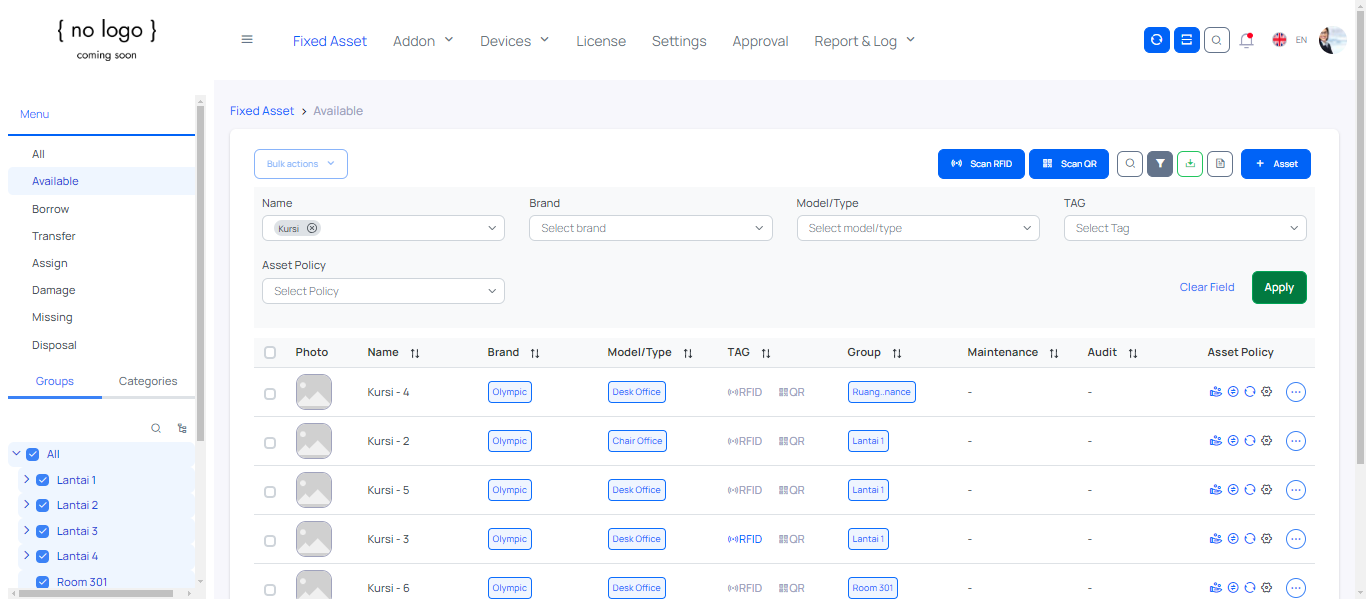 { no logo }
coming soon
Fixed Asset Addon Devices License Settings Approval Report & Log EN
Menu
All
Available
Borrow
Transfer
Assign
Damage
Missing
Disposal
Groups Categories
All
Lantai 1
Lantai 2
Lantai 3
Lantai 4
Room 301
Fixed Asset > Available
Bulk actions Scan RFID Scan QR + Asset
Name Brand Model/Type TAG
Kursi Select brand Select model/type Select Tag
Asset Policy
Select Policy Clear Field Apply
Photo Name Brand Model/Type TAG Group Maintenance Audit Asset Policy
Kursi - 4 Olympic Desk Office RFID QR Ruang..nance - -
Kursi - 2 Olympic Chair Office RFID QR Lantai 1 - -
Kursi - 5 Olympic Desk Office RFID QR Lantai 1 - -
Kursi - 3 Olympic Desk Office RFID QR Lantai 1 - -
Kursi - 6 Olympic Desk Office RFID QR Room 301 - -